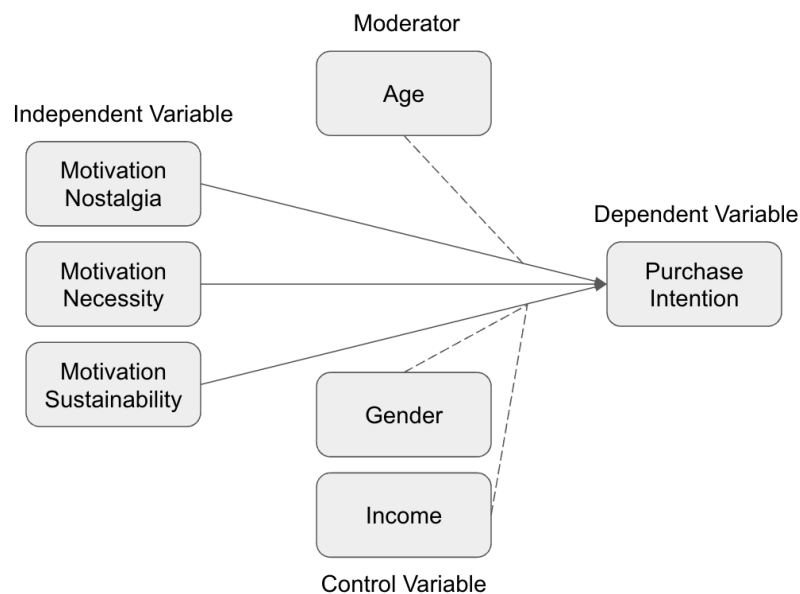 Moderator
Age
Independent Variable
Motivation
Nostalgia
Motivation
Necessity
Motivation
Sustainability
Dependent Variable
Purchase
Intention
Gender
Income
Control Variable